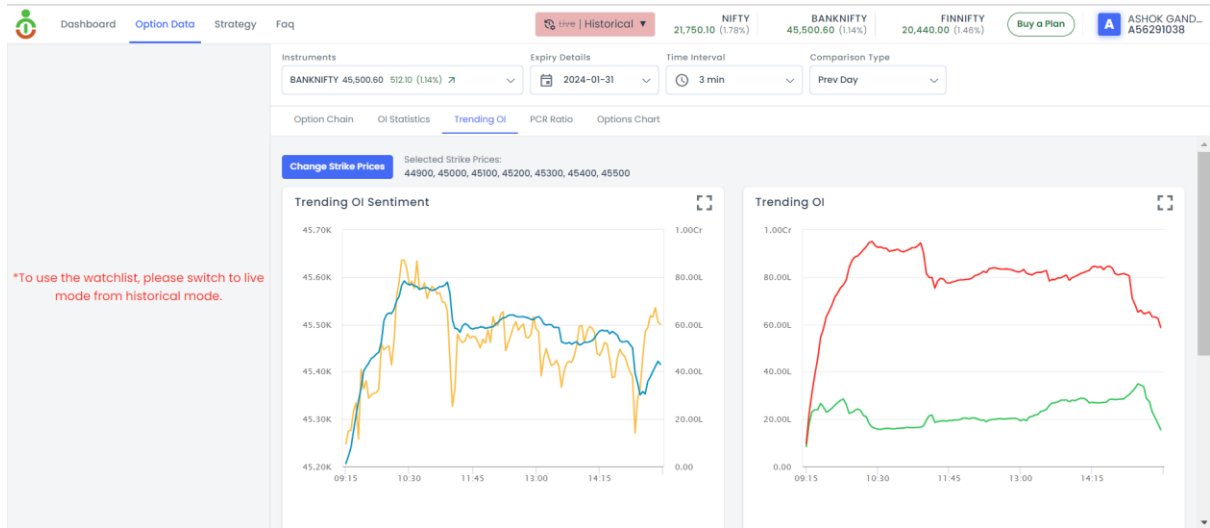 Dashboard Option Data Strategy Faq
Live | Historical ▼
NIFTY
21,750.10 (1.78%)
BANKNIFTY
45,500.60 (1.14%)
FINNIFTY
20,440.00 (1.46%)
Buy a Plan
A
ASHOK GAND...
A56291038
Instruments
BANKNIFTY 45,500.60 512.10 (1.14%)
Expiry Details
2024-01-31
Time Interval
3 min
Comparison Type
Prev Day
Option Chain OI Statistics Trending OI PCR Ratio Options Chart
Change Strike Prices
Selected Strike Prices:
44900, 45000, 45100, 45200, 45300, 45400, 45500
*To use the watchlist, please switch to live
mode from historical mode.
Trending OI Sentiment
45.70K
45.60K
45.50K
45.40K
45.30K
45.20K
1.00Cr
80.00L
60.00L
40.00L
20.00L
0.00
09:15 10:30 11:45 13:00 14:15
Trending OI
1.00Cr
80.00L
60.00L
40.00L
20.00L
0.00
09:15 10:30 11:45 13:00 14:15